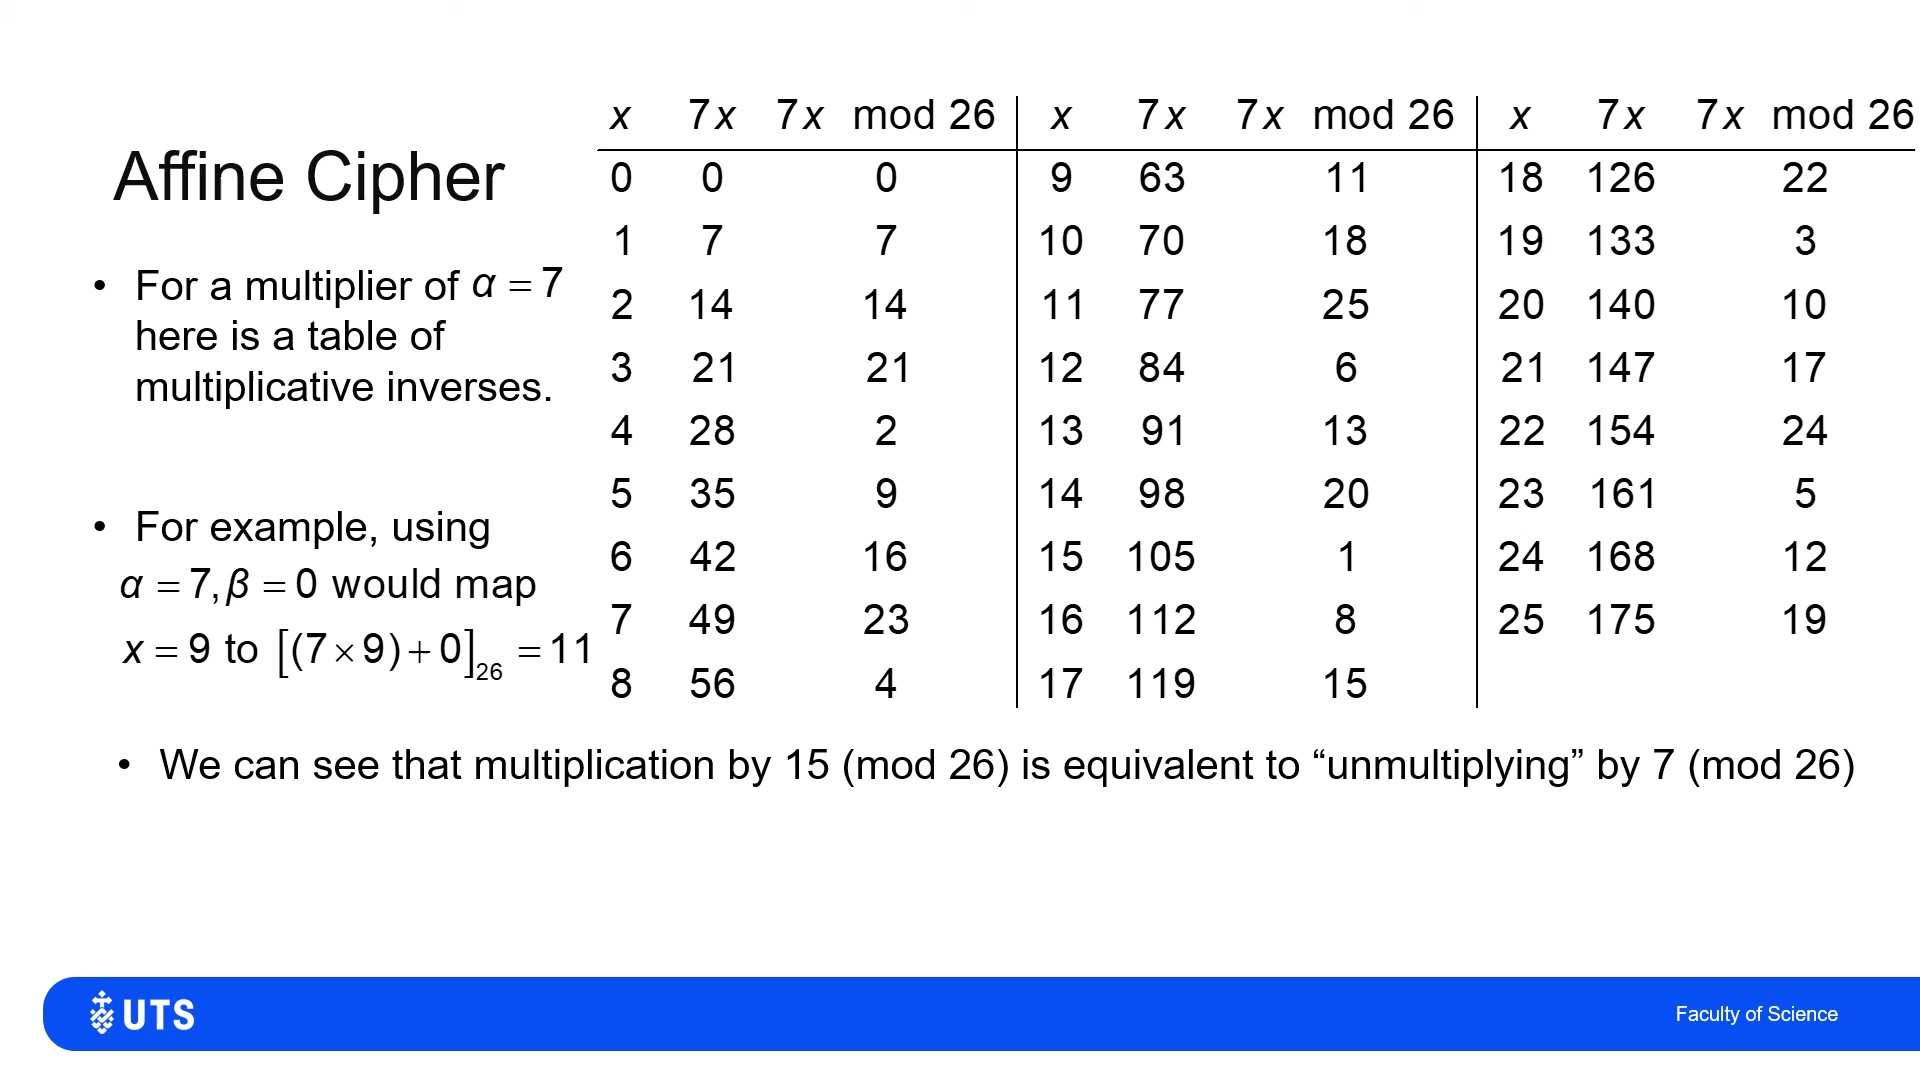 Affine Cipher
• For a multiplier of α = 7
here is a table of
multiplicative inverses.
• For example, using
α = 7, β = 0 would map
x = 9 to [(7 × 9) + 0]₂₆ = 11
x 7x 7x mod 26 x 7x 7x mod 26 x 7x 7x mod 26
0 0 0 9 63 11 18 126 22
1 7 7 10 70 18 19 133 3
2 14 14 11 77 25 20 140 10
3 21 21 12 84 6 21 147 17
4 28 2 13 91 13 22 154 24
5 35 9 14 98 20 23 161 5
6 42 16 15 105 1 24 168 12
7 49 23 16 112 8 25 175 19
8 56 4 17 119 15
• We can see that multiplication by 15 (mod 26) is equivalent to “unmultiplying” by 7 (mod 26)
UTS
Faculty of Science